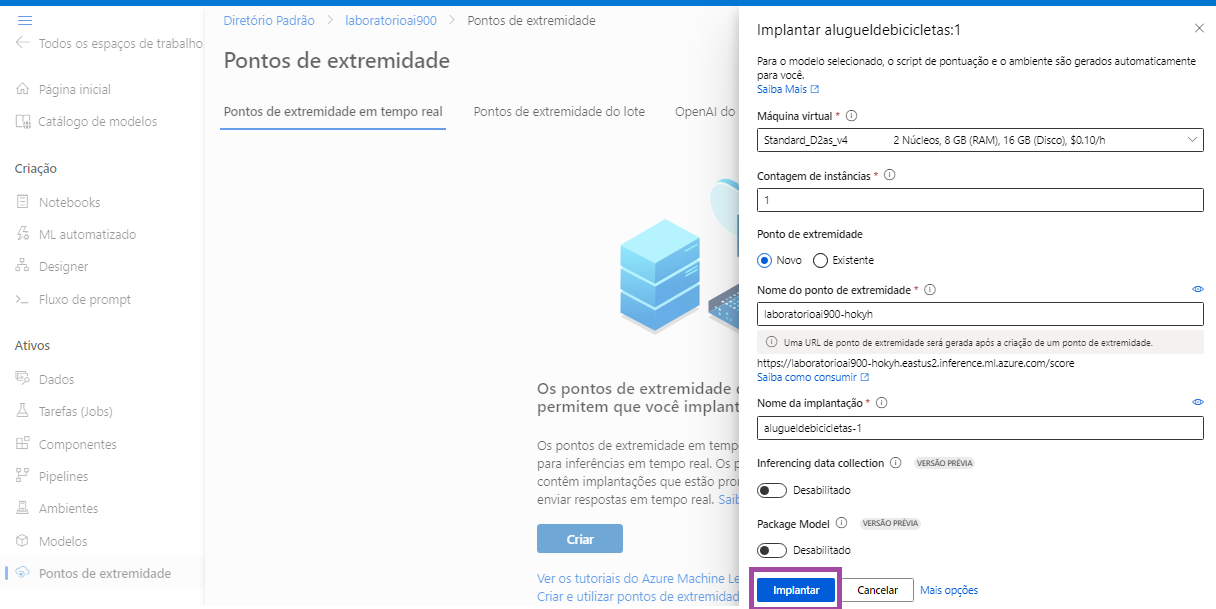 Todos os espaços de trabalho
Página inicial
Catálogo de modelos
Criação
Notebooks
ML automatizado
Designer
Fluxo de prompt
Ativos
Dados
Tarefas (Jobs)
Componentes
Pipelines
Ambientes
Modelos
Pontos de extremidade
Diretório Padrão > laboratorioai900 > Pontos de extremidade
Pontos de extremidade
Pontos de extremidade em tempo real Pontos de extremidade do lote OpenAI do
Os pontos de extremidade
permitem que você implant
Os pontos de extremidade em temp
para inferências em tempo real. Os p
contêm implantações que estão pro
enviar respostas em tempo real. Saib
Criar
Ver os tutoriais do Azure Machine Le
Criar e utilizar pontos de extremidad
Implantar alugueldebicicletas:1
Para o modelo selecionado, o script de pontuação e o ambiente são gerados automaticamente
para você.
Saiba Mais
Máquina virtual *
Standard_D2as_v4 2 Núcleos, 8 GB (RAM), 16 GB (Disco), $0.10/h
Contagem de instâncias *
1
Ponto de extremidade
Novo Existente
Nome do ponto de extremidade *
laboratorioai900-hokyh
Uma URL de ponto de extremidade será gerada após a criação de um ponto de extremidade.
https://laboratorioai900-hokyh.eastus2.inference.ml.azure.com/score
Saiba como consumir
Nome da implantação *
alugueldebicicletas-1
Inferencing data collection VERSÃO PRÉVIA
Desabilitado
Package Model VERSÃO PRÉVIA
Desabilitado
Implantar Cancelar Mais opções